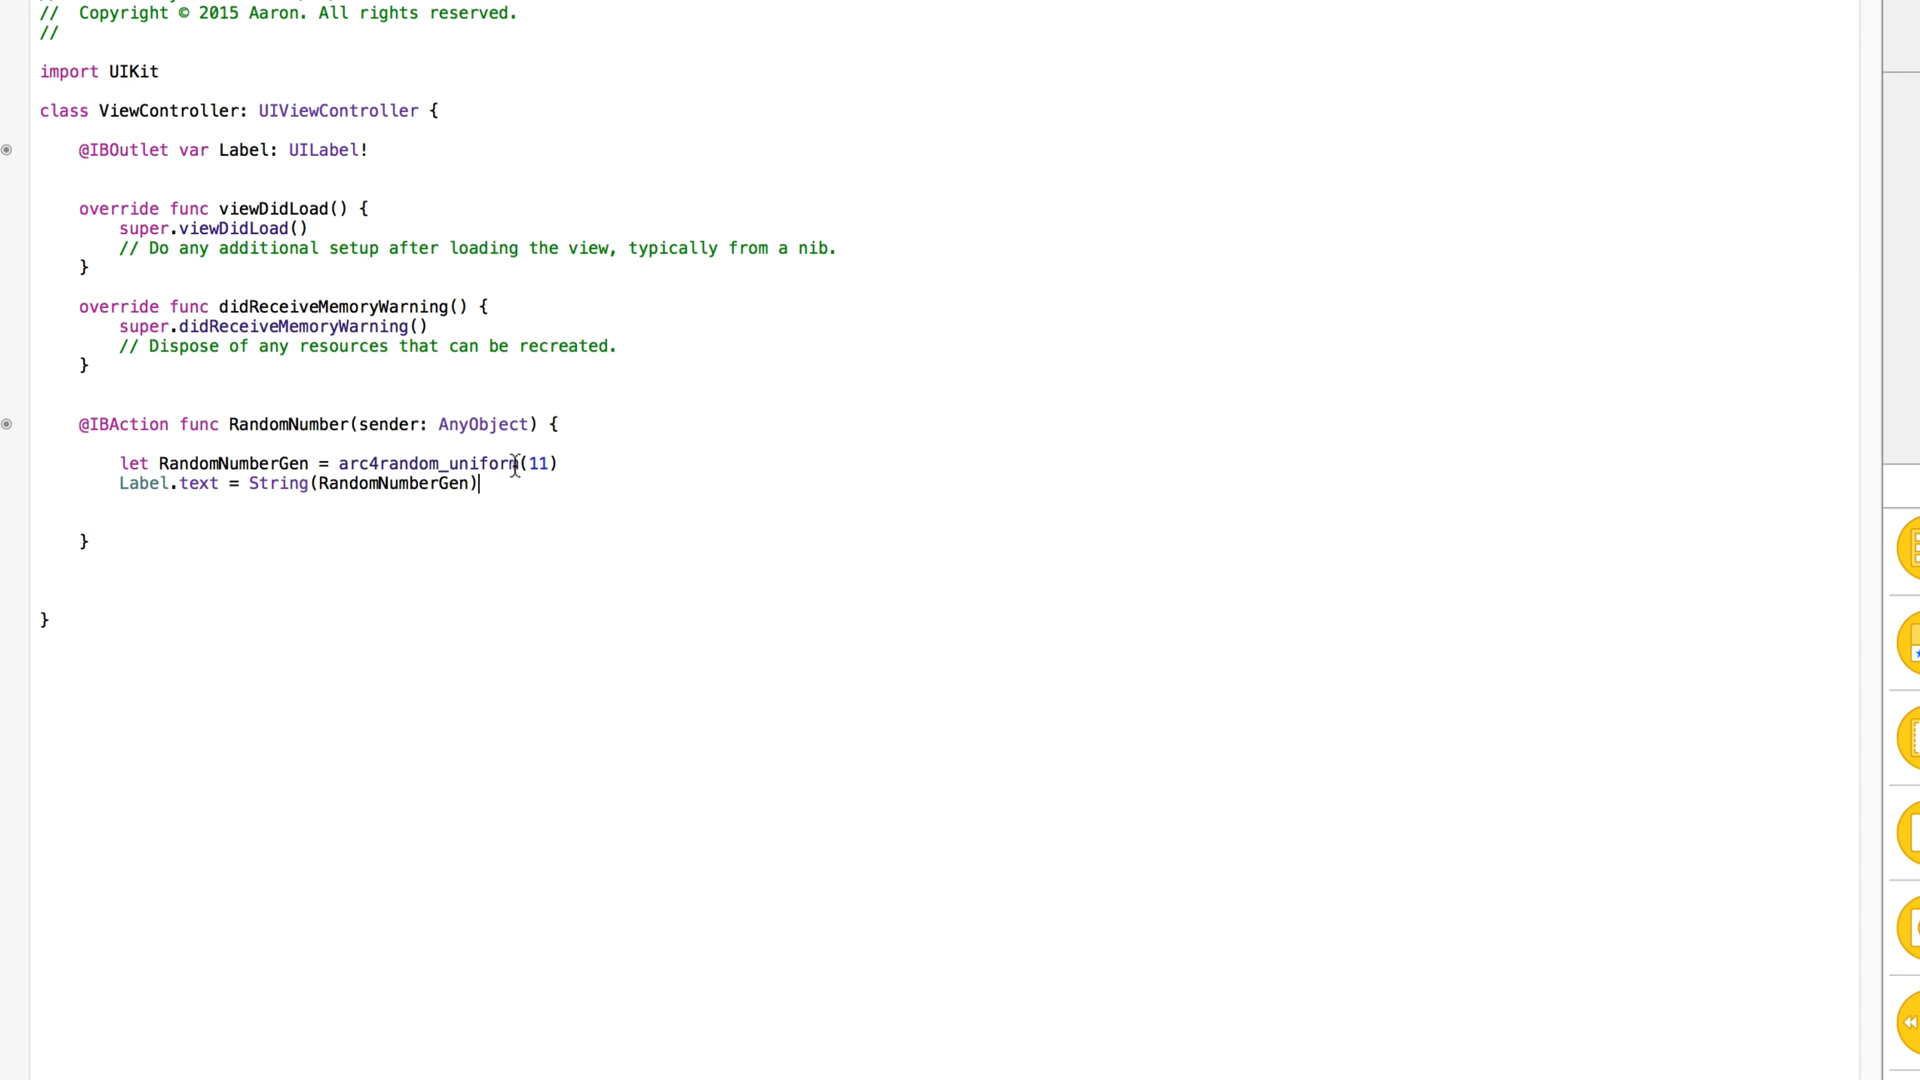 // Copyright © 2015 Aaron. All rights reserved.
//
import UIKit
class ViewController: UIViewController {
@IBOutlet var Label: UILabel!
override func viewDidLoad() {
super.viewDidLoad()
// Do any additional setup after loading the view, typically from a nib.
}
override func didReceiveMemoryWarning() {
super.didReceiveMemoryWarning()
// Dispose of any resources that can be recreated.
}
@IBAction func RandomNumber(sender: AnyObject) {
let RandomNumberGen = arc4random_uniform(11)
Label.text = String(RandomNumberGen)
}
}